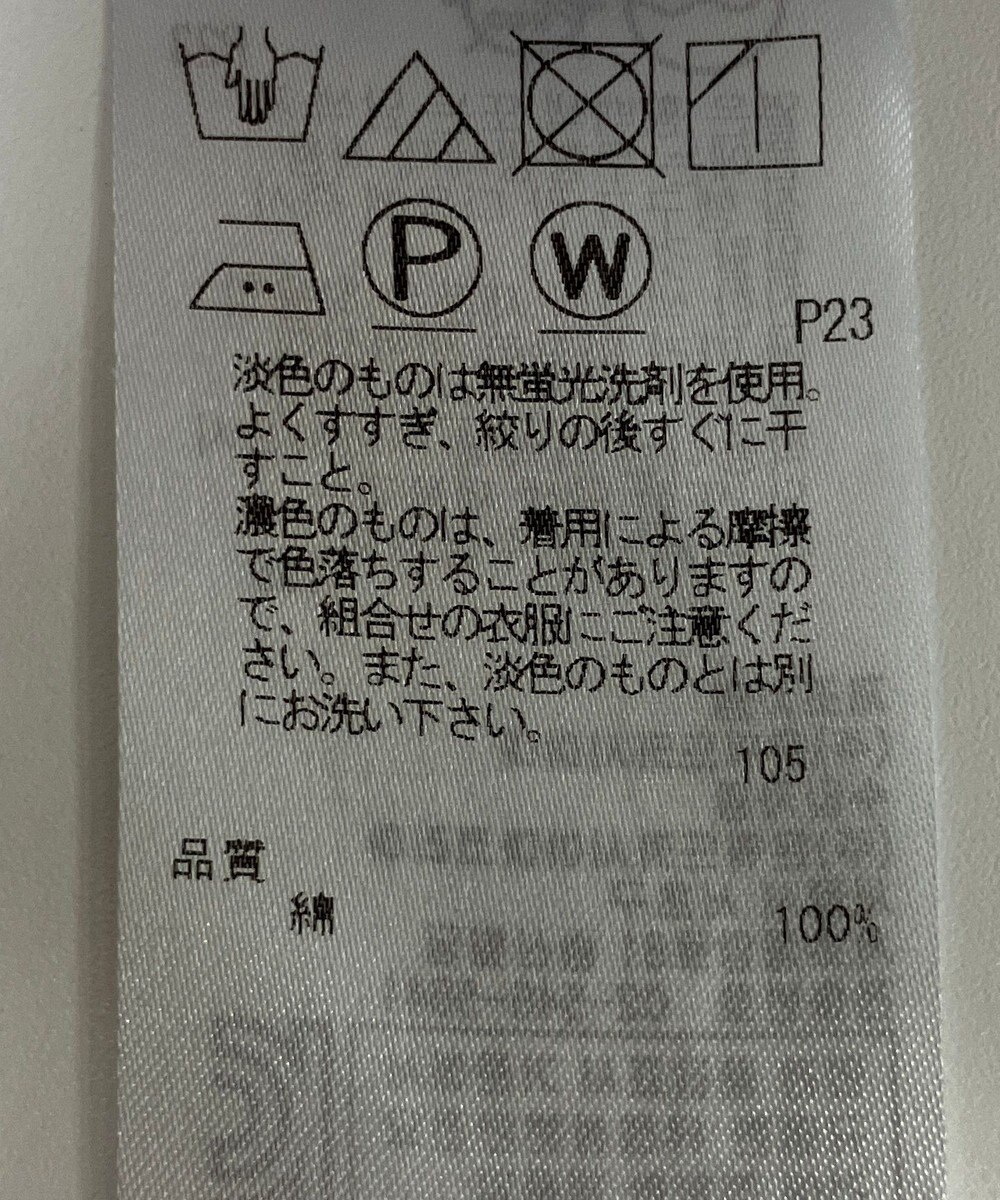 P
W
P23
淡色のものは無蛍光洗剤を使用。
よくすすぎ、絞りの後すぐに干
すこと。
濃色のものは、着用による摩擦
で色落ちすることがありますの
で、組合せの衣服にご注意くだ
さい。また、淡色のものとは別
にお洗い下さい。
105
品質
綿 100%